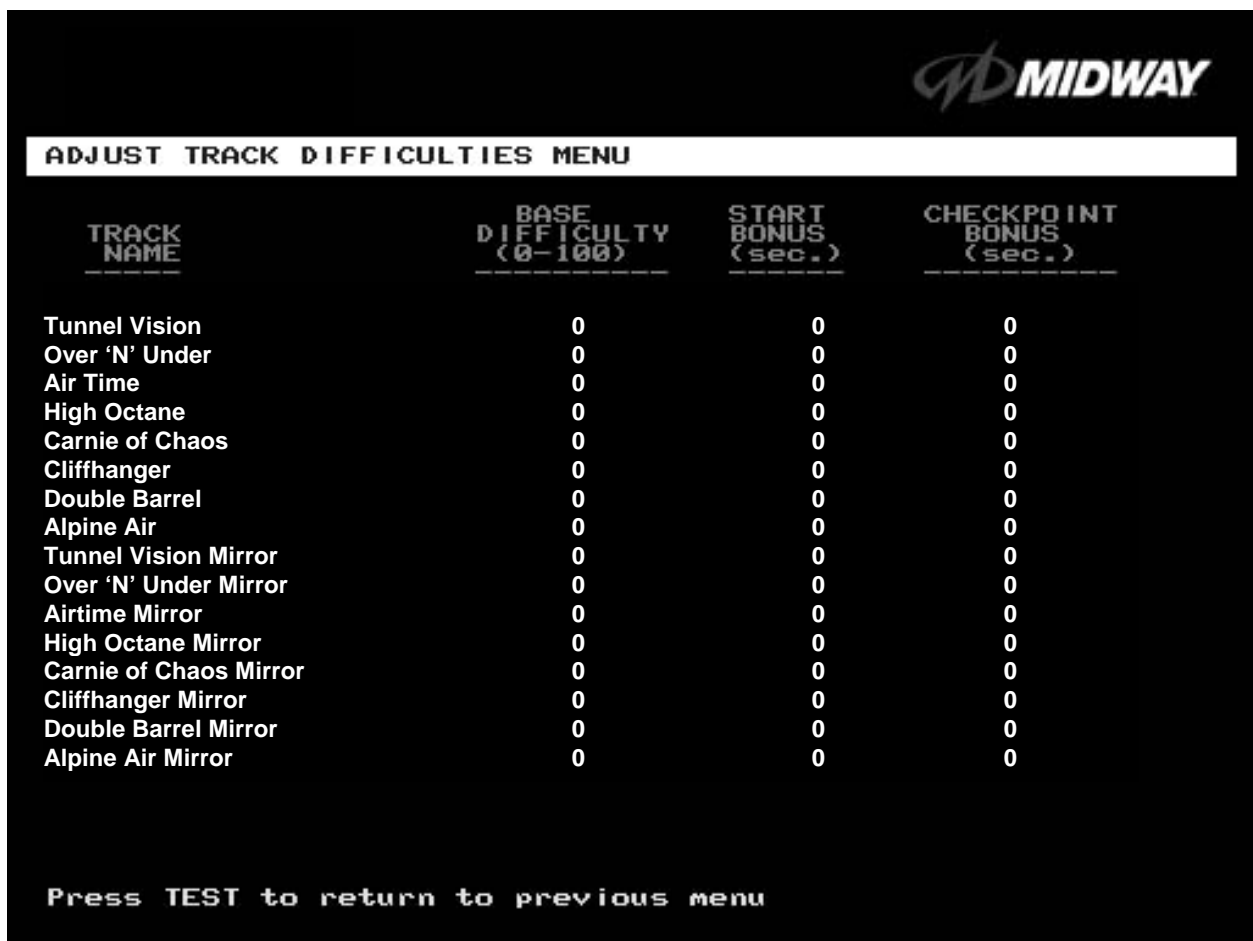 MIDWAY
ADJUST TRACK DIFFICULTIES MENU
TRACK NAME BASE DIFFICULTY (0-100) START BONUS (sec.) CHECKPOINT BONUS (sec.)
Tunnel Vision 0 0 0
Over ‘N’ Under 0 0 0
Air Time 0 0 0
High Octane 0 0 0
Carnie of Chaos 0 0 0
Cliffhanger 0 0 0
Double Barrel 0 0 0
Alpine Air 0 0 0
Tunnel Vision Mirror 0 0 0
Over ‘N’ Under Mirror 0 0 0
Airtime Mirror 0 0 0
High Octane Mirror 0 0 0
Carnie of Chaos Mirror 0 0 0
Cliffhanger Mirror 0 0 0
Double Barrel Mirror 0 0 0
Alpine Air Mirror 0 0 0
Press TEST to return to previous menu